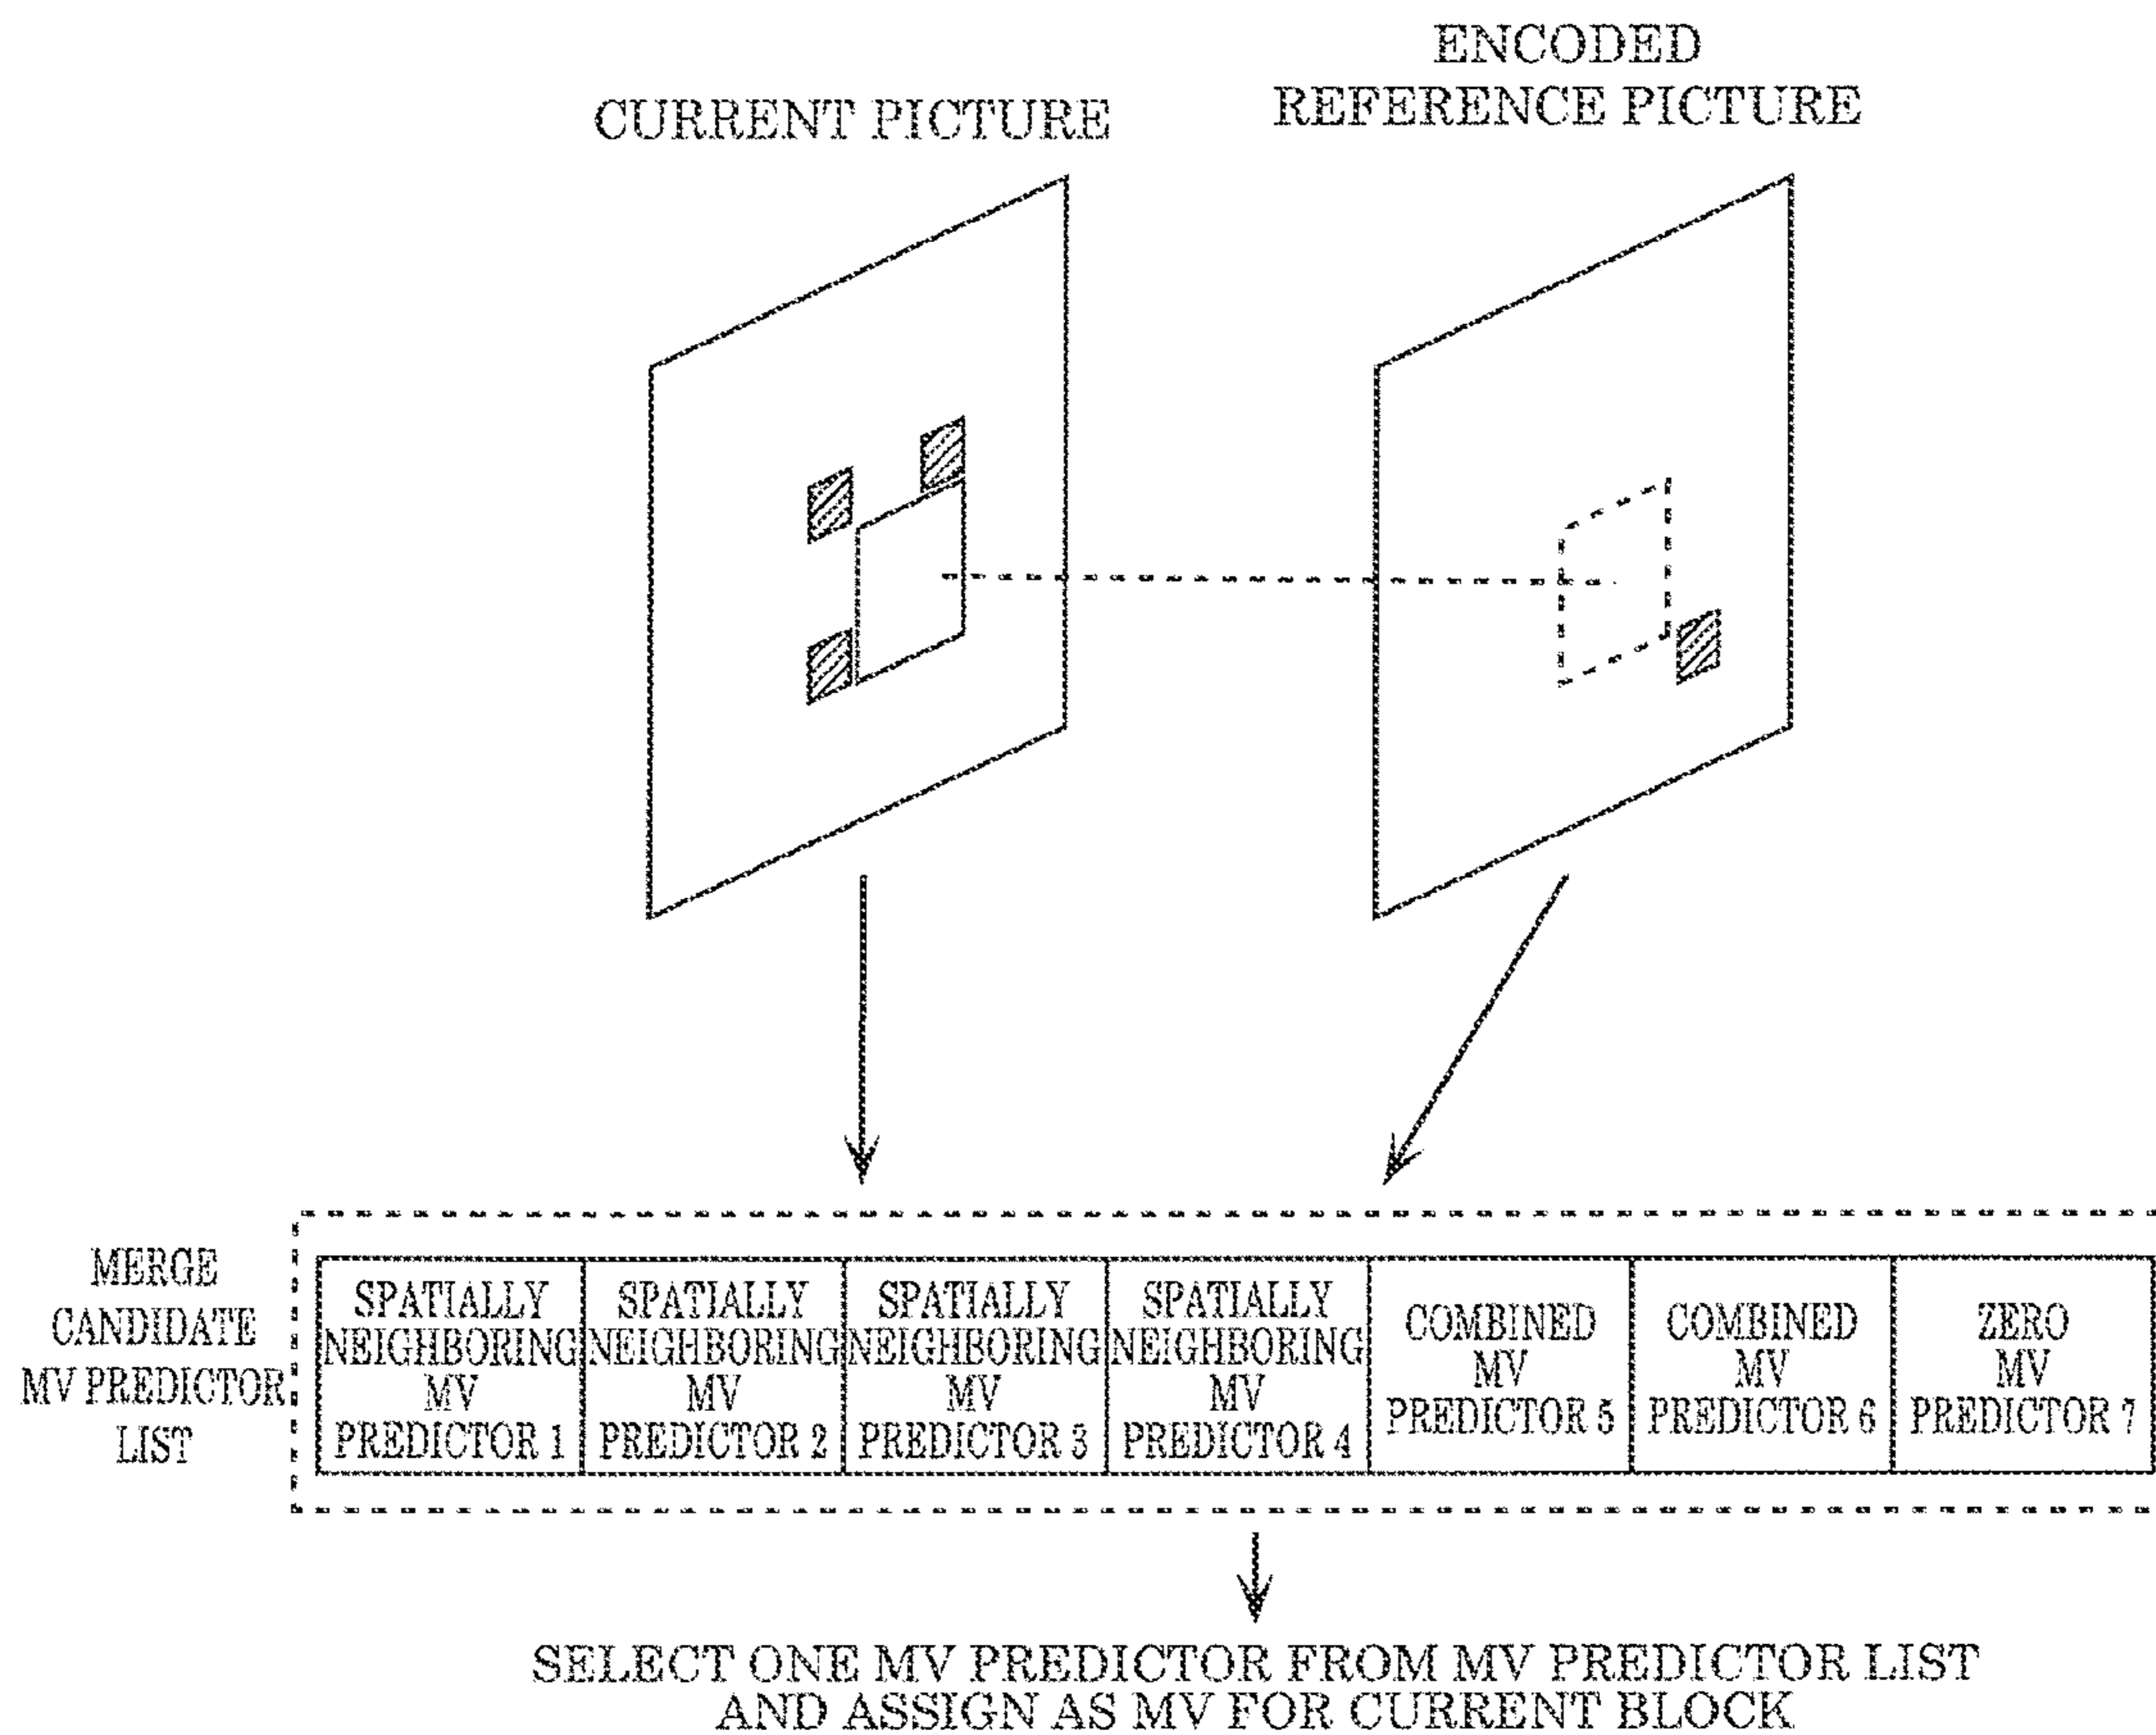 ENCODED
REFERENCE PICTURE
CURRENT PICTURE
MERGE
CANDIDATE
MV PREDICTOR
LIST
SPATIALLY
NEIGHBORING
MV
PREDICTOR 1
SPATIALLY
NEIGHBORING
MV
PREDICTOR 2
SPATIALLY
NEIGHBORING
MV
PREDICTOR 3
SPATIALLY
NEIGHBORING
MV
PREDICTOR 4
COMBINED
MV
PREDICTOR 5
COMBINED
MV
PREDICTOR 6
ZERO
MV
PREDICTOR 7
SELECT ONE MV PREDICTOR FROM MV PREDICTOR LIST
AND ASSIGN AS MV FOR CURRENT BLOCK